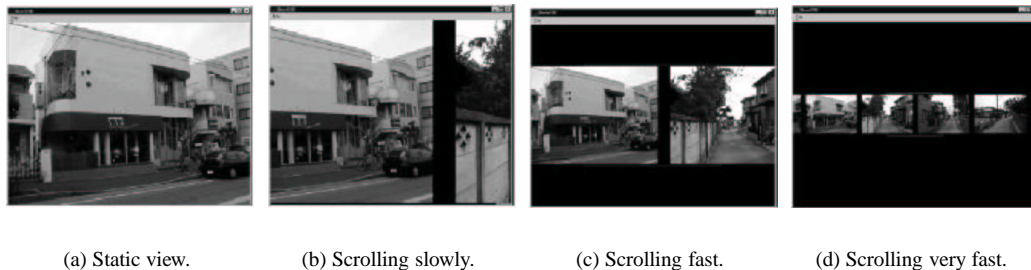 (a) Static view.
(b) Scrolling slowly.
(c) Scrolling fast.
(d) Scrolling very fast.